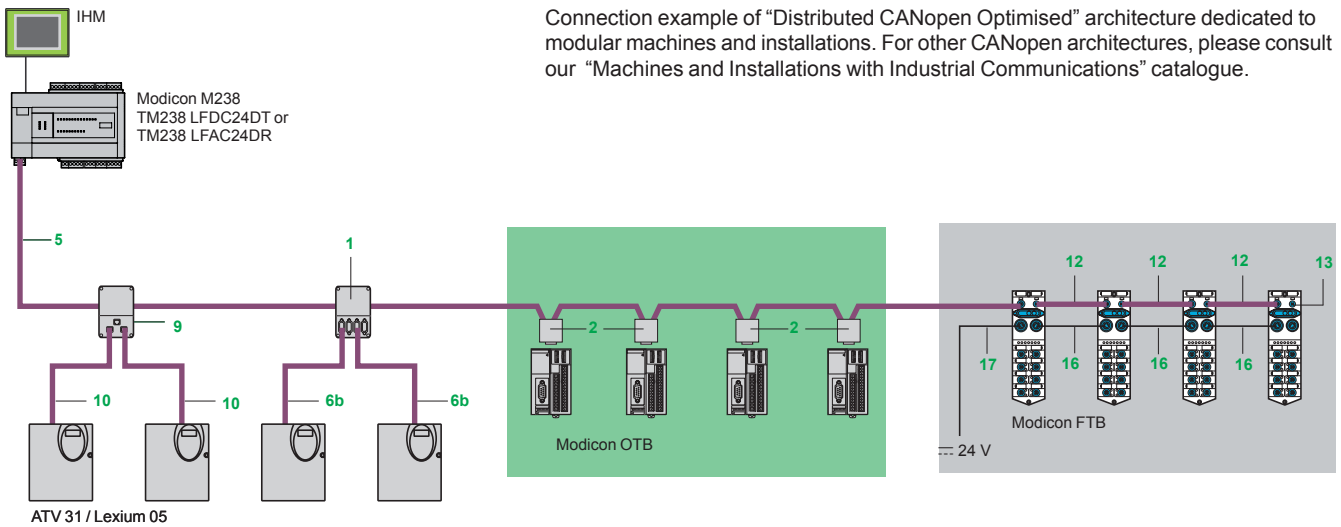 IHM
Connection example of “Distributed CANopen Optimised” architecture dedicated to
modular machines and installations. For other CANopen architectures, please consult
our “Machines and Installations with Industrial Communications” catalogue.
Modicon M238
TM238 LFDC24DT or
TM238 LFAC24DR
5
1
12
12
12
13
9
2
2
17
16
16
16
10
10
6b
6b
Modicon OTB
Modicon FTB
24 V
ATV 31 / Lexium 05